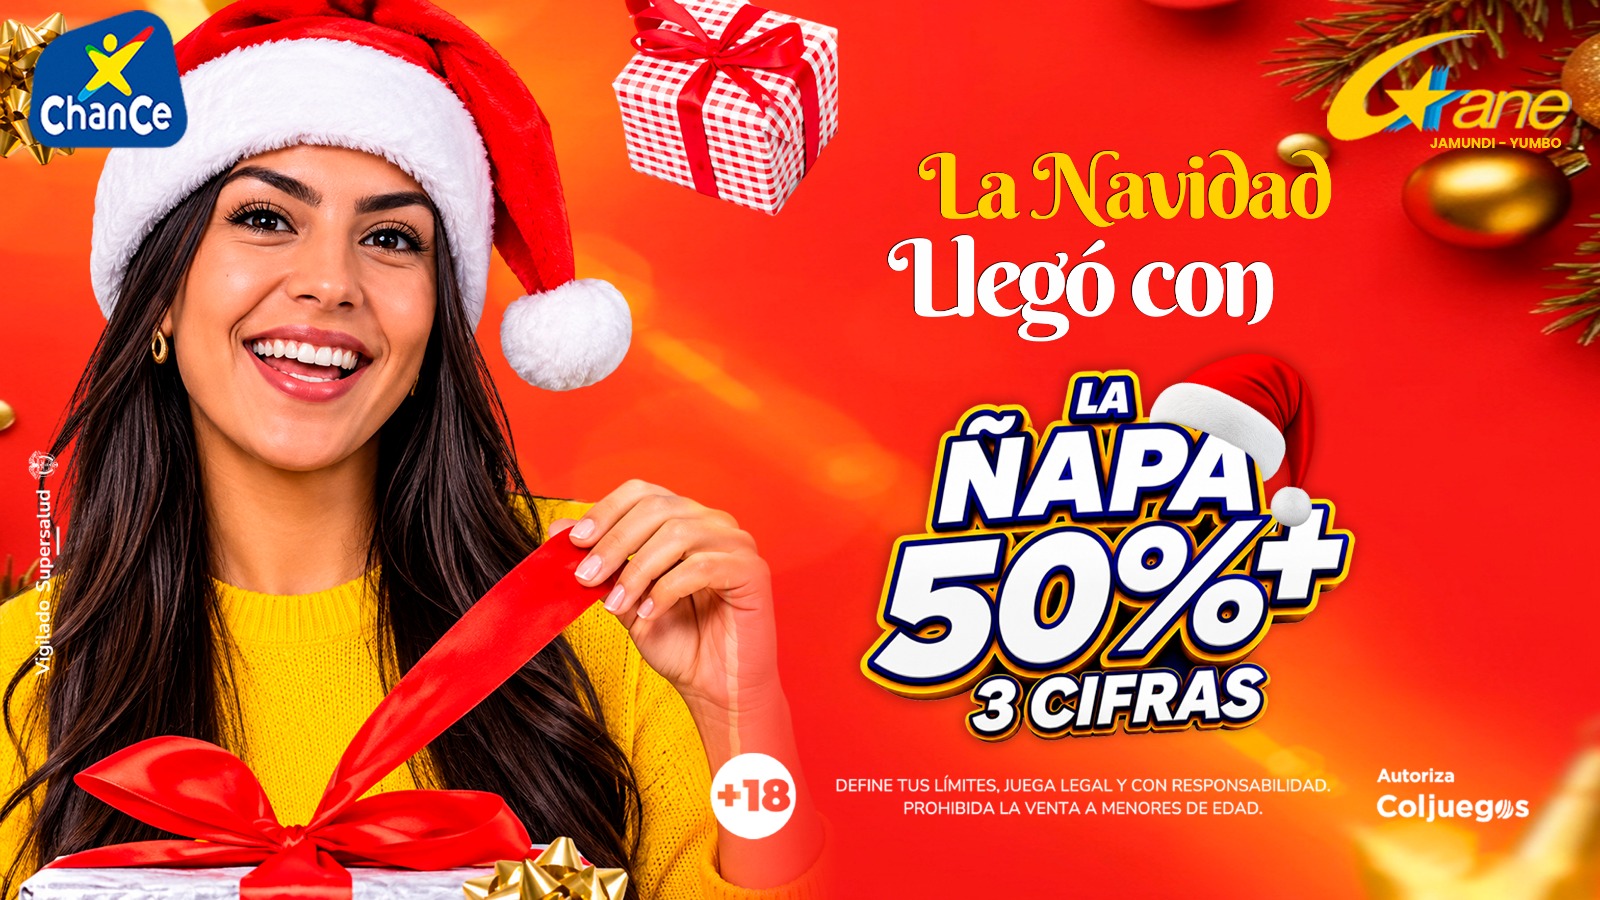 ChanCe
Gane
JAMUNDI - YUMBO
La Navidad
Llegó con
LA
ÑAPA
50%+
3 CIFRAS
Vigilado Supersalud
+18
DEFINE TUS LÍMITES, JUEGA LEGAL Y CON RESPONSABILIDAD.
PROHIBIDA LA VENTA A MENORES DE EDAD.
Autoriza
Coljuegos